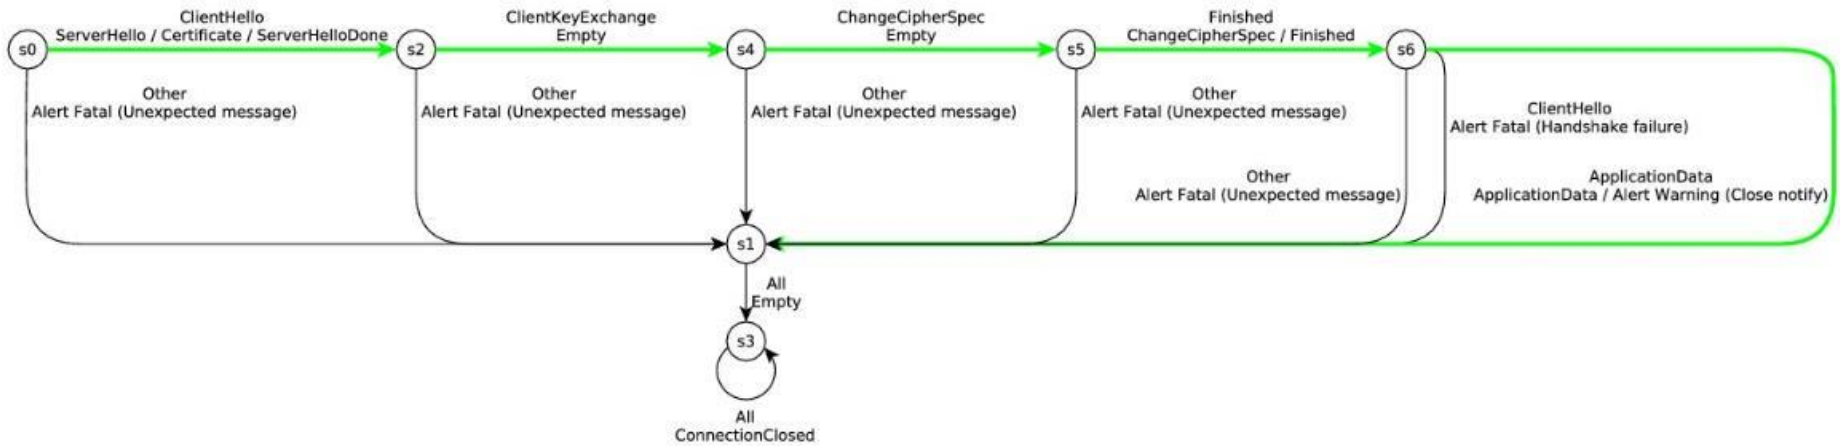 ClientHello
ServerHello / Certificate / ServerHelloDone
ClientKeyExchange
Empty
ChangeCipherSpec
Empty
Finished
ChangeCipherSpec / Finished
s0
s2
s4
s5
s6
Other
Alert Fatal (Unexpected message)
Other
Alert Fatal (Unexpected message)
Other
Alert Fatal (Unexpected message)
Other
Alert Fatal (Unexpected message)
ClientHello
Alert Fatal (Handshake failure)
Other
Alert Fatal (Unexpected message)
ApplicationData
ApplicationData / Alert Warning (Close notify)
s1
All
Empty
s3
All
ConnectionClosed